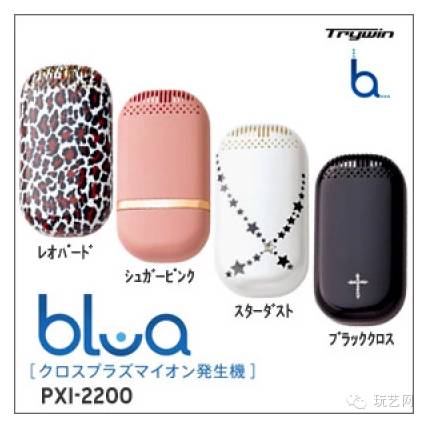 Trywin
b
レオパード
シュガーピンク
スターダスト
ブラッククロス
blua
[クロスプラズマイオン発生機]
PXI-2200
玩艺网